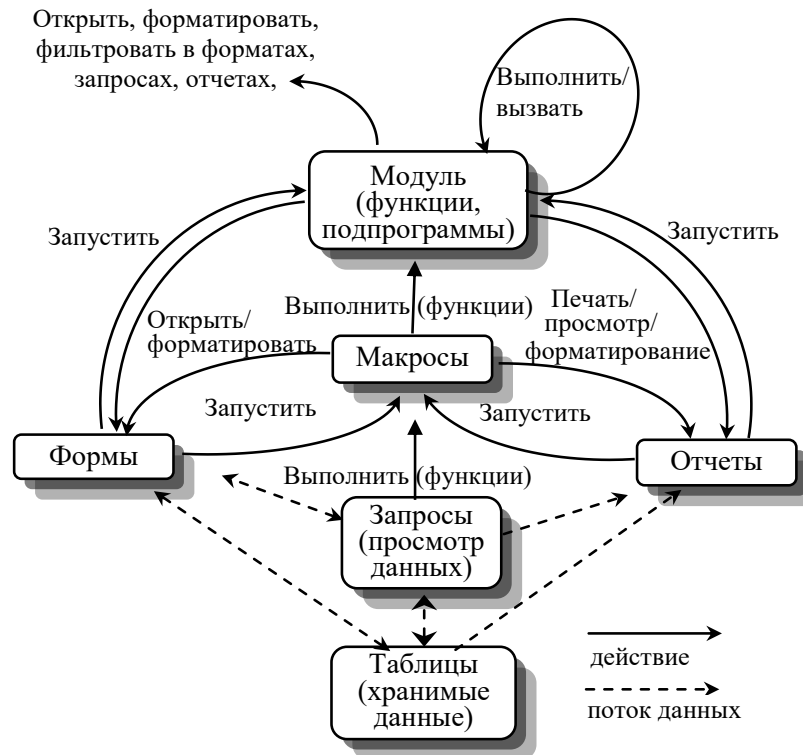 Открыть, форматировать,
фильтровать в форматах,
запросах, отчетах,
Выполнить/
вызвать
Модуль
(функции,
подпрограммы)
Запустить
Запустить
Выполнить (функции)
Печать/
просмотр/
форматирование
Открыть/
форматировать
Макросы
Запустить
Запустить
Формы
Отчеты
Выполнить (функции)
Запросы
(просмотр
данных)
Таблицы
(хранимые
данные)
действие
поток данных